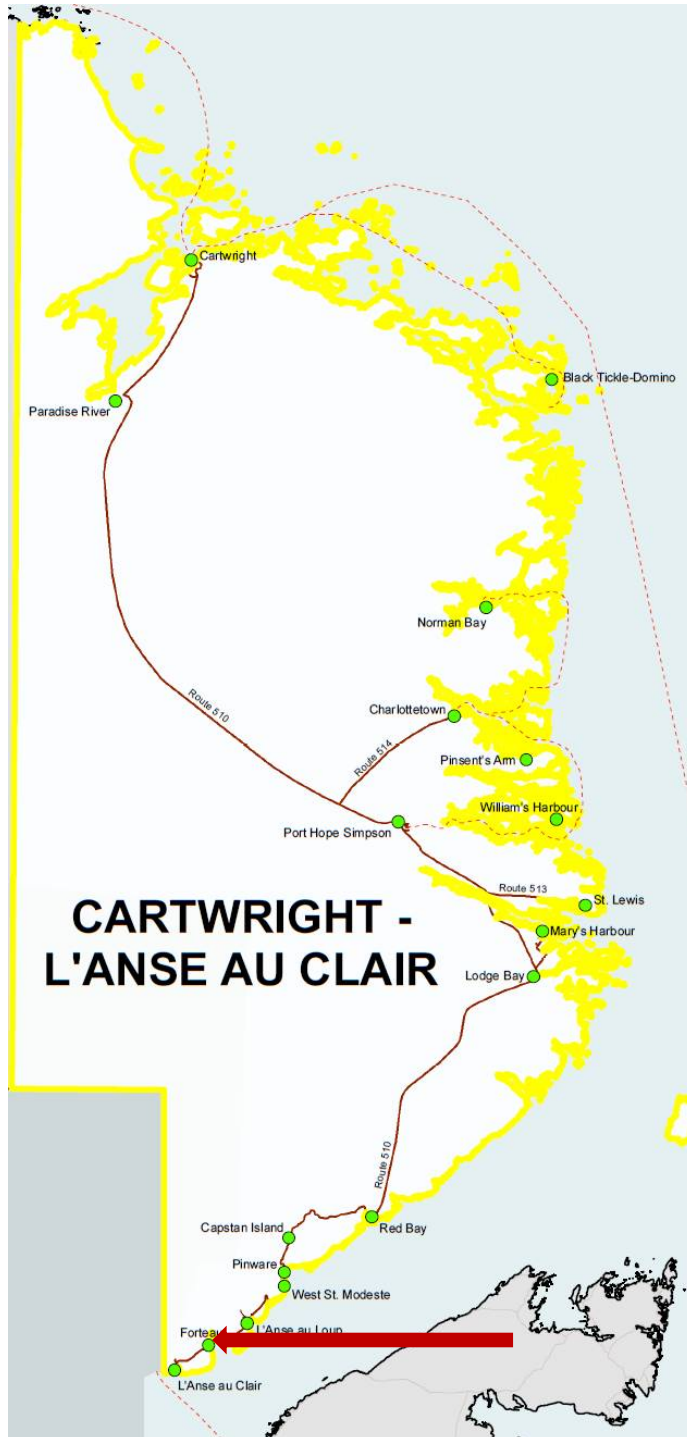 Cartwright
Black Tickle-Domino
Paradise River
Norman Bay
Route 510
Charlottetown
Route 514
Pinsent's Arm
William's Harbour
Port Hope Simpson
Route 513
St. Lewis
CARTWRIGHT -
L'ANSE AU CLAIR
Mary's Harbour
Lodge Bay
Route 510
Capstan Island
Red Bay
Pinware
West St. Modeste
L'Anse au Loup
Forteau
L'Anse au Clair